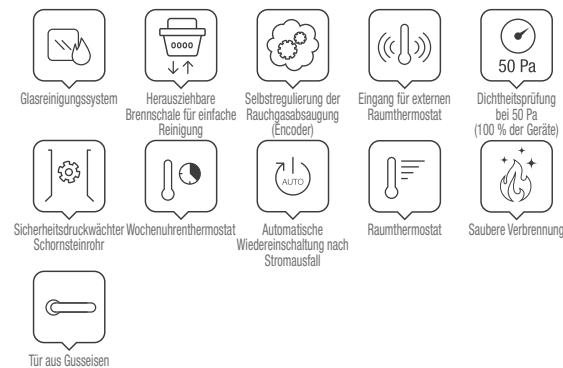 50 Pa
Glasreinigungssystem
Herausziehbare
Brennschale für einfache
Reinigung
Selbstregulierung der
Rauchgasabsaugung
(Encoder)
Eingang für externen
Raumthermostat
Dichtheitsprüfung
bei 50 Pa
(100 % der Geräte)
AUTO
Sicherheitsdruckwächter
Schornsteinrohr
Wochenuhrenthermostat
Automatische
Wiedereinschaltung nach
Stromausfall
Raumthermostat
Saubere Verbrennung
Tür aus Gusseisen